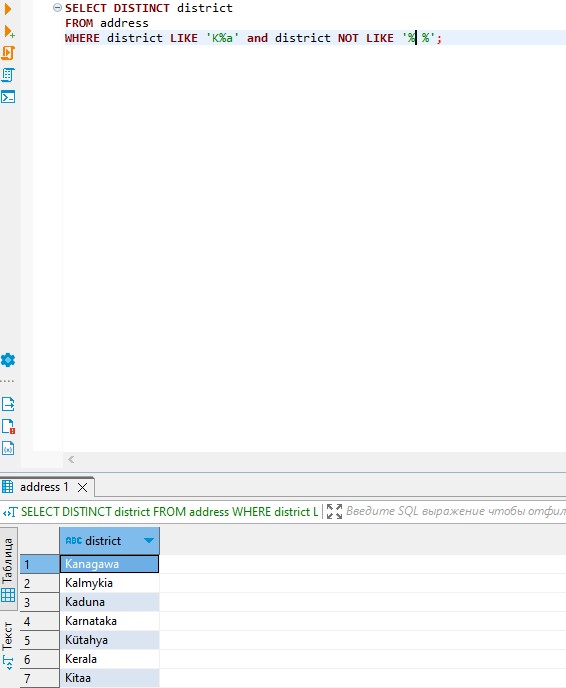 SELECT DISTINCT district
FROM address
WHERE district LIKE 'K%a' and district NOT LIKE '% %';
address 1
SELECT DISTINCT district FROM address WHERE district L
Введите SQL выражение чтобы отфил
Таблица
Текст
ABC district
1 Kanagawa
2 Kalmykia
3 Kaduna
4 Karnataka
5 Kütahya
6 Kerala
7 Kitaa